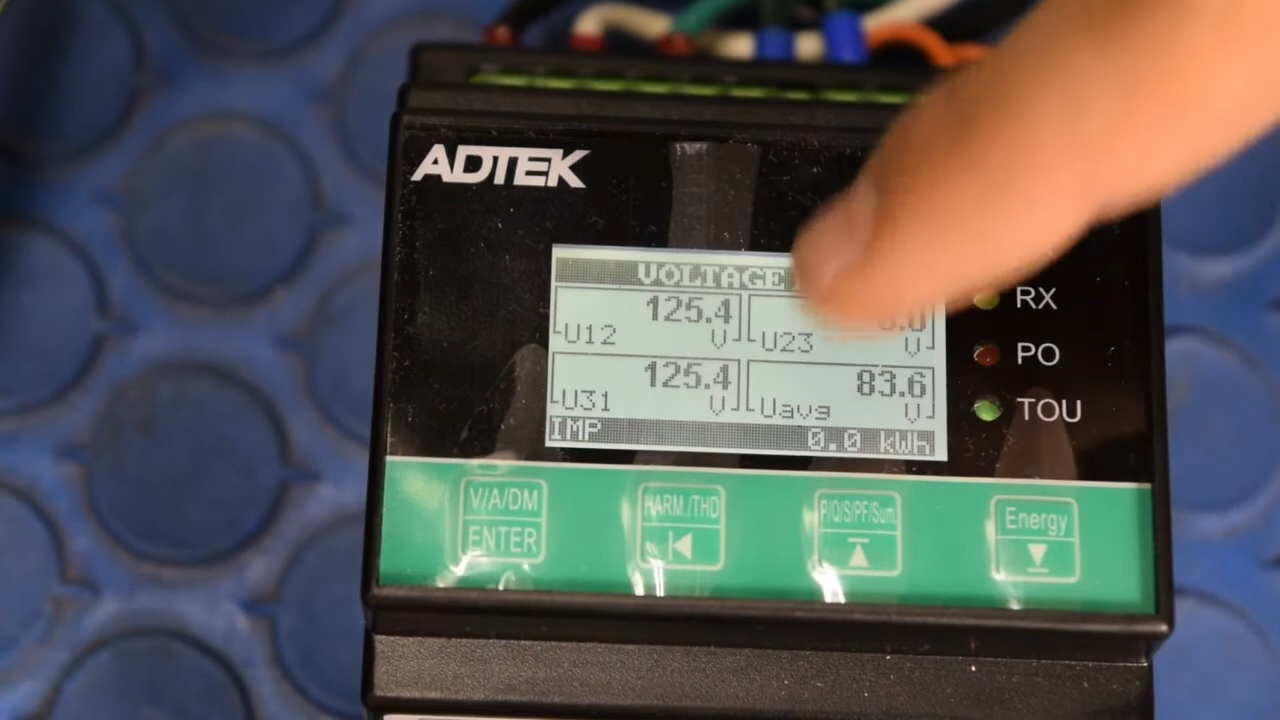 ADTEK
VOLTAGE
125.4
U12 V
U23 V
125.4
U31 V
83.6
Uavg V
IMP 0.0 kWh
RX
PO
TOU
V/A/DM
ENTER
HARM./THD
P/Q/S/PF/Sum.
Energy